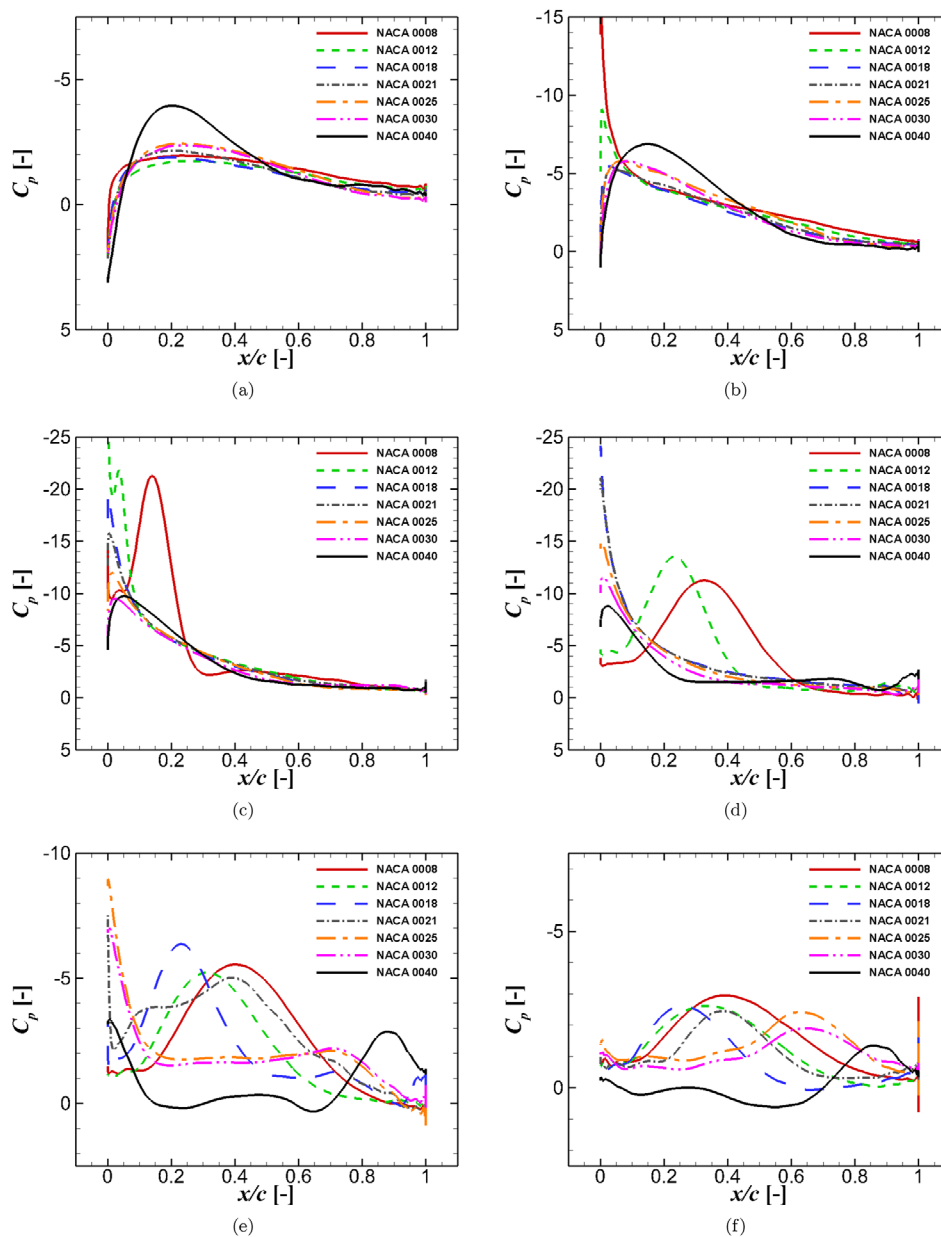 -5
0
5
C_p [-]
NACA 0008
NACA 0012
NACA 0018
NACA 0021
NACA 0025
NACA 0030
NACA 0040
0 0.2 0.4 0.6 0.8 1
x/c [-]
(a)
-15
-10
-5
0
5
C_p [-]
NACA 0008
NACA 0012
NACA 0018
NACA 0021
NACA 0025
NACA 0030
NACA 0040
0 0.2 0.4 0.6 0.8 1
x/c [-]
(b)
-25
-20
-15
-10
-5
0
5
C_p [-]
NACA 0008
NACA 0012
NACA 0018
NACA 0021
NACA 0025
NACA 0030
NACA 0040
0 0.2 0.4 0.6 0.8 1
x/c [-]
(c)
-25
-20
-15
-10
-5
0
5
C_p [-]
NACA 0008
NACA 0012
NACA 0018
NACA 0021
NACA 0025
NACA 0030
NACA 0040
0 0.2 0.4 0.6 0.8 1
x/c [-]
(d)
-10
-5
0
C_p [-]
NACA 0008
NACA 0012
NACA 0018
NACA 0021
NACA 0025
NACA 0030
NACA 0040
0 0.2 0.4 0.6 0.8 1
x/c [-]
(e)
-5
0
C_p [-]
NACA 0008
NACA 0012
NACA 0018
NACA 0021
NACA 0025
NACA 0030
NACA 0040
0 0.2 0.4 0.6 0.8 1
x/c [-]
(f)